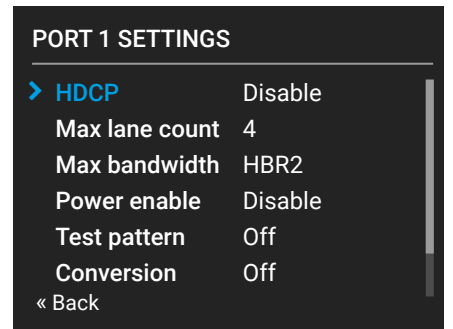 PORT 1 SETTINGS
HDCP Disable
Max lane count 4
Max bandwidth HBR2
Power enable Disable
Test pattern Off
Conversion Off
« Back